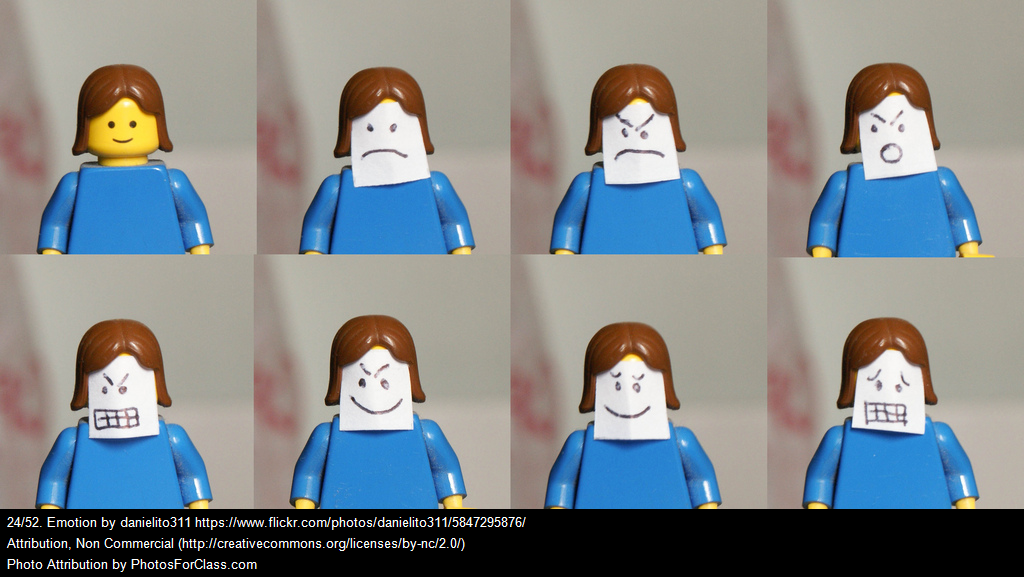 24/52. Emotion by danielito311 https://www.flickr.com/photos/danielito311/5847295876/
Attribution, Non Commercial (http://creativecommons.org/licenses/by-nc/2.0/)
Photo Attribution by PhotosForClass.com